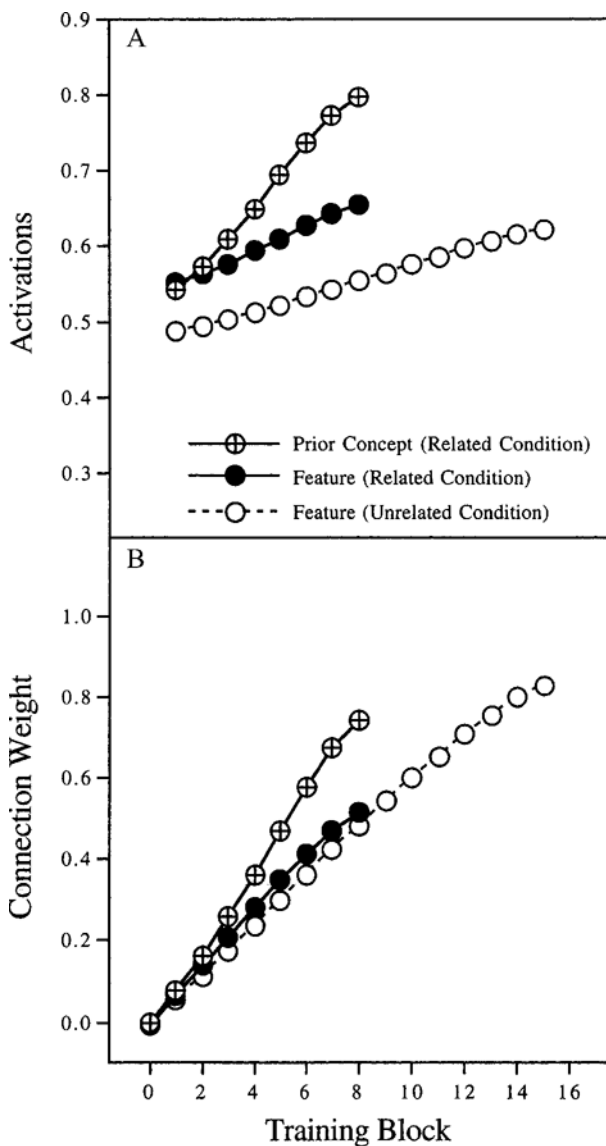 A
0.9
0.8
0.7
0.6
0.5
0.4
0.3
Activations
Prior Concept (Related Condition)
Feature (Related Condition)
Feature (Unrelated Condition)
B
1.0
0.8
0.6
0.4
0.2
0.0
Connection Weight
0 2 4 6 8 10 12 14 16
Training Block